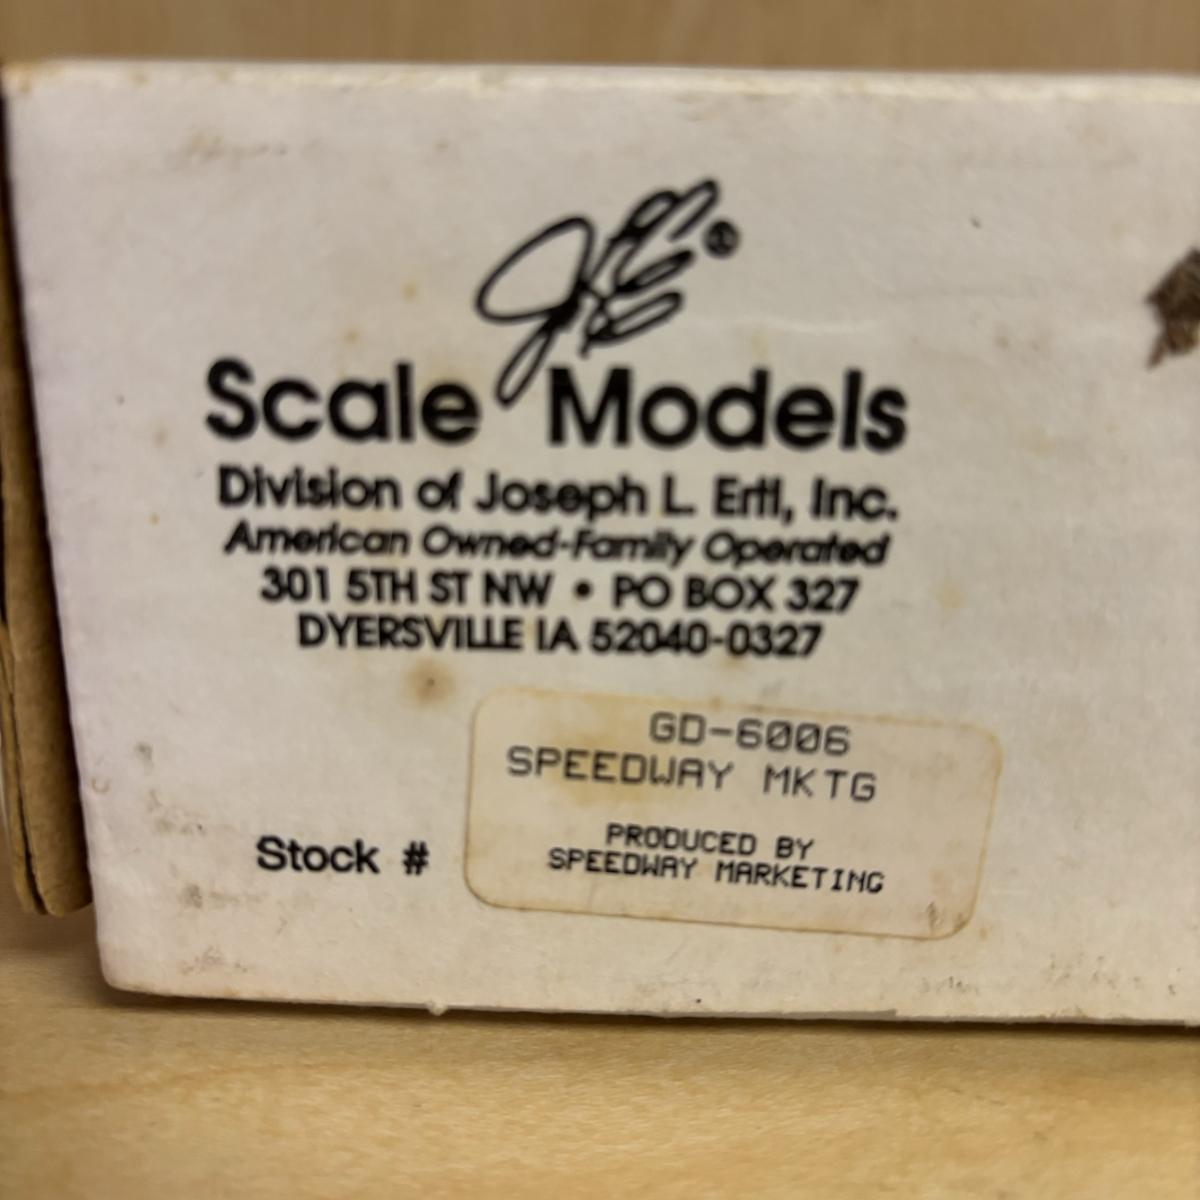 JLE®
Scale Models
Division of Joseph L. Ertl, Inc.
American Owned-Family Operated
301 5TH ST NW • PO BOX 327
DYERSVILLE IA 52040-0327
GD-6006
SPEEDWAY MKTG
PRODUCED BY
SPEEDWAY MARKETING
Stock #